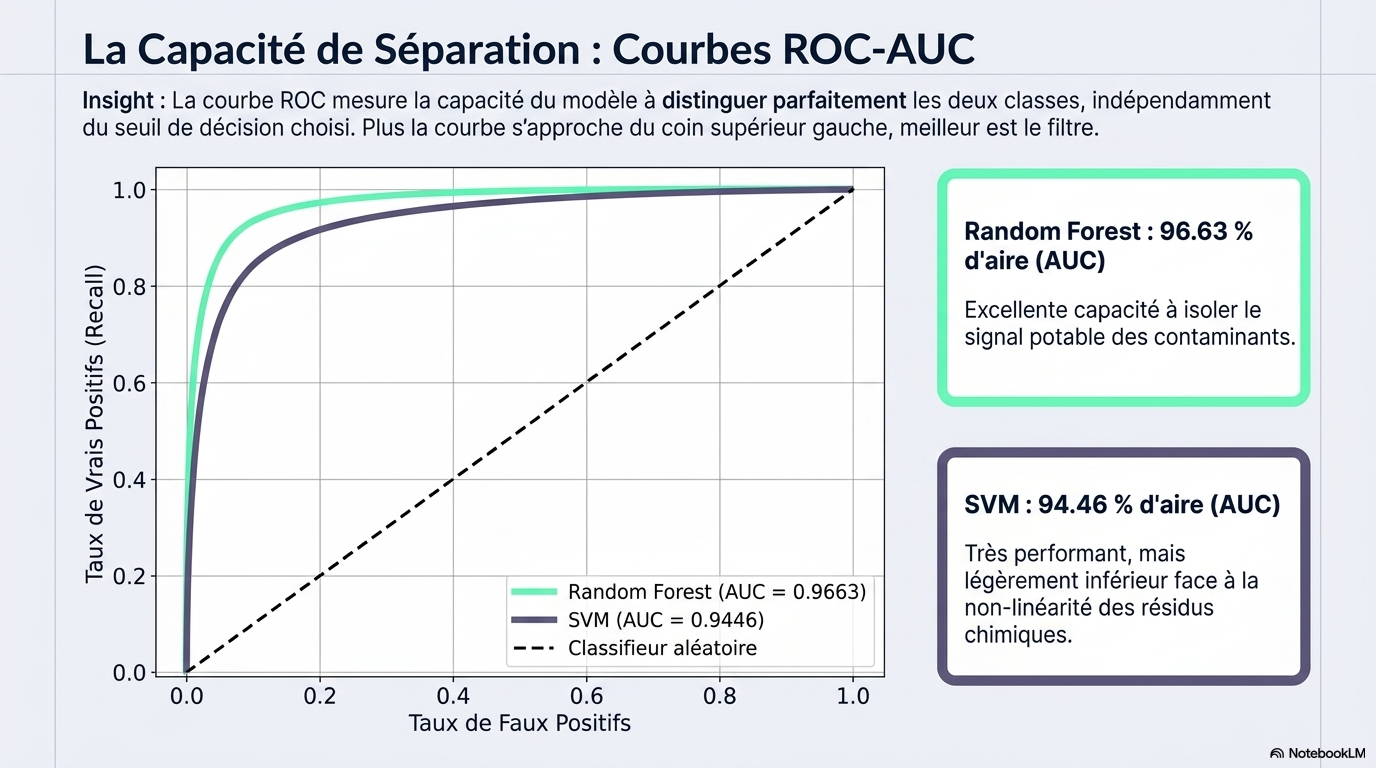 La Capacité de Séparation : Courbes ROC-AUC
Insight : La courbe ROC mesure la capacité du modèle à distinguer parfaitement les deux classes, indépendamment
du seuil de décision choisi. Plus la courbe s'approche du coin supérieur gauche, meilleur est le filtre.
Taux de Vrais Positifs (Recall)
1.0
0.8
0.6
0.4
0.2
0.0
0.0 0.2 0.4 0.6 0.8 1.0
Taux de Faux Positifs
Random Forest (AUC = 0.9663)
SVM (AUC = 0.9446)
Classifieur aléatoire
Random Forest : 96.63 %
d'aire (AUC)
Excellente capacité à isoler le
signal potable des contaminants.
SVM : 94.46 % d'aire (AUC)
Très performant, mais
légèrement inférieur face à la
non-linéarité des résidus
chimiques.
NotebookLM